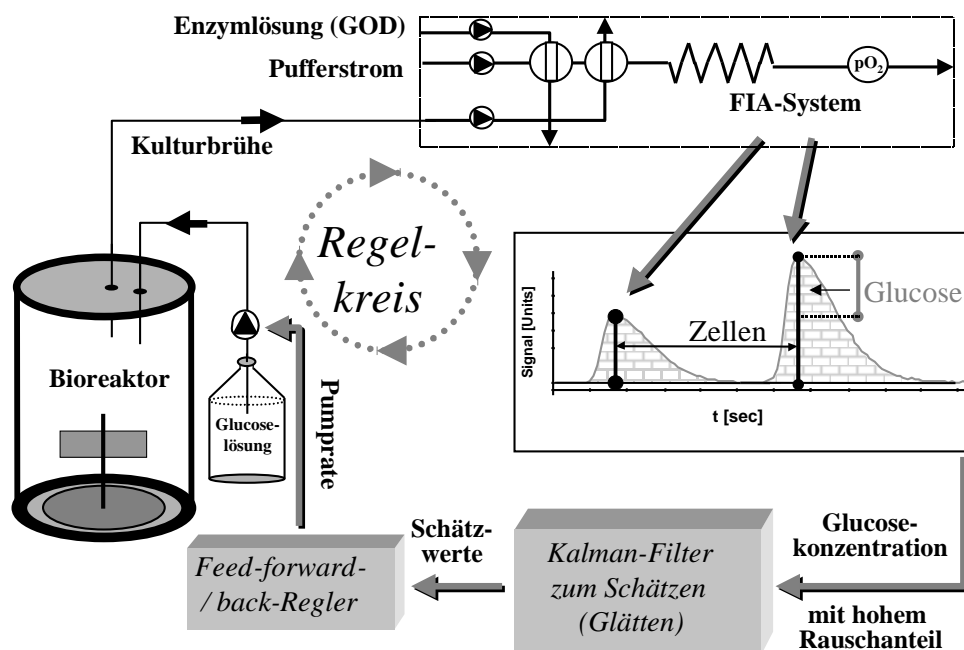 Enzymlösung (GOD)
Pufferstrom
pO2
FIA-System
Kulturbrühe
Regel-
kreis
Signal [Units]
Glucose
Zellen
t [sec]
Bioreaktor
Glucose-
lösung
Pumprate
Schätz-
werte
Glucose-
konzentration
mit hohem
Rauschanteil
Feed-forward-
/ back-Regler
Kalman-Filter
zum Schätzen
(Glätten)